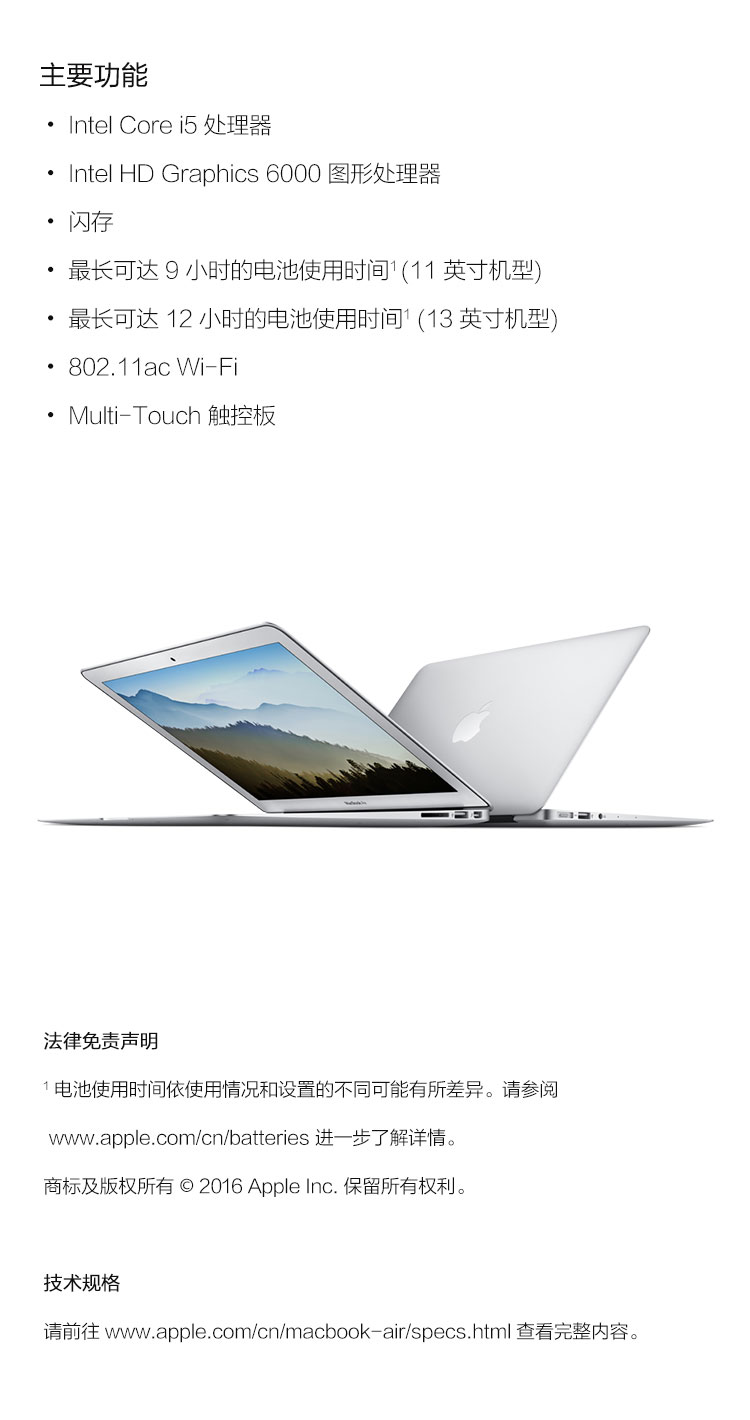 主要功能
• Intel Core i5 处理器
• Intel HD Graphics 6000 图形处理器
• 闪存
• 最长可达 9 小时的电池使用时间¹ (11 英寸机型)
• 最长可达 12 小时的电池使用时间¹ (13 英寸机型)
• 802.11ac Wi-Fi
• Multi-Touch 触控板
MacBook Air
法律免责声明
¹ 电池使用时间依使用情况和设置的不同可能有所差异。请参阅
www.apple.com/cn/batteries 进一步了解详情。
商标及版权所有 © 2016 Apple Inc. 保留所有权利。
技术规格
请前往 www.apple.com/cn/macbook-air/specs.html 查看完整内容。